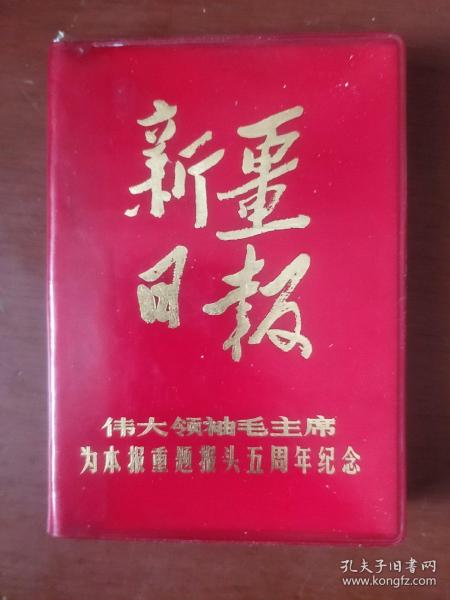 新疆
日报
伟大领袖毛主席
为本报重题报头五周年纪念
孔夫子旧书网
www.kongfz.com